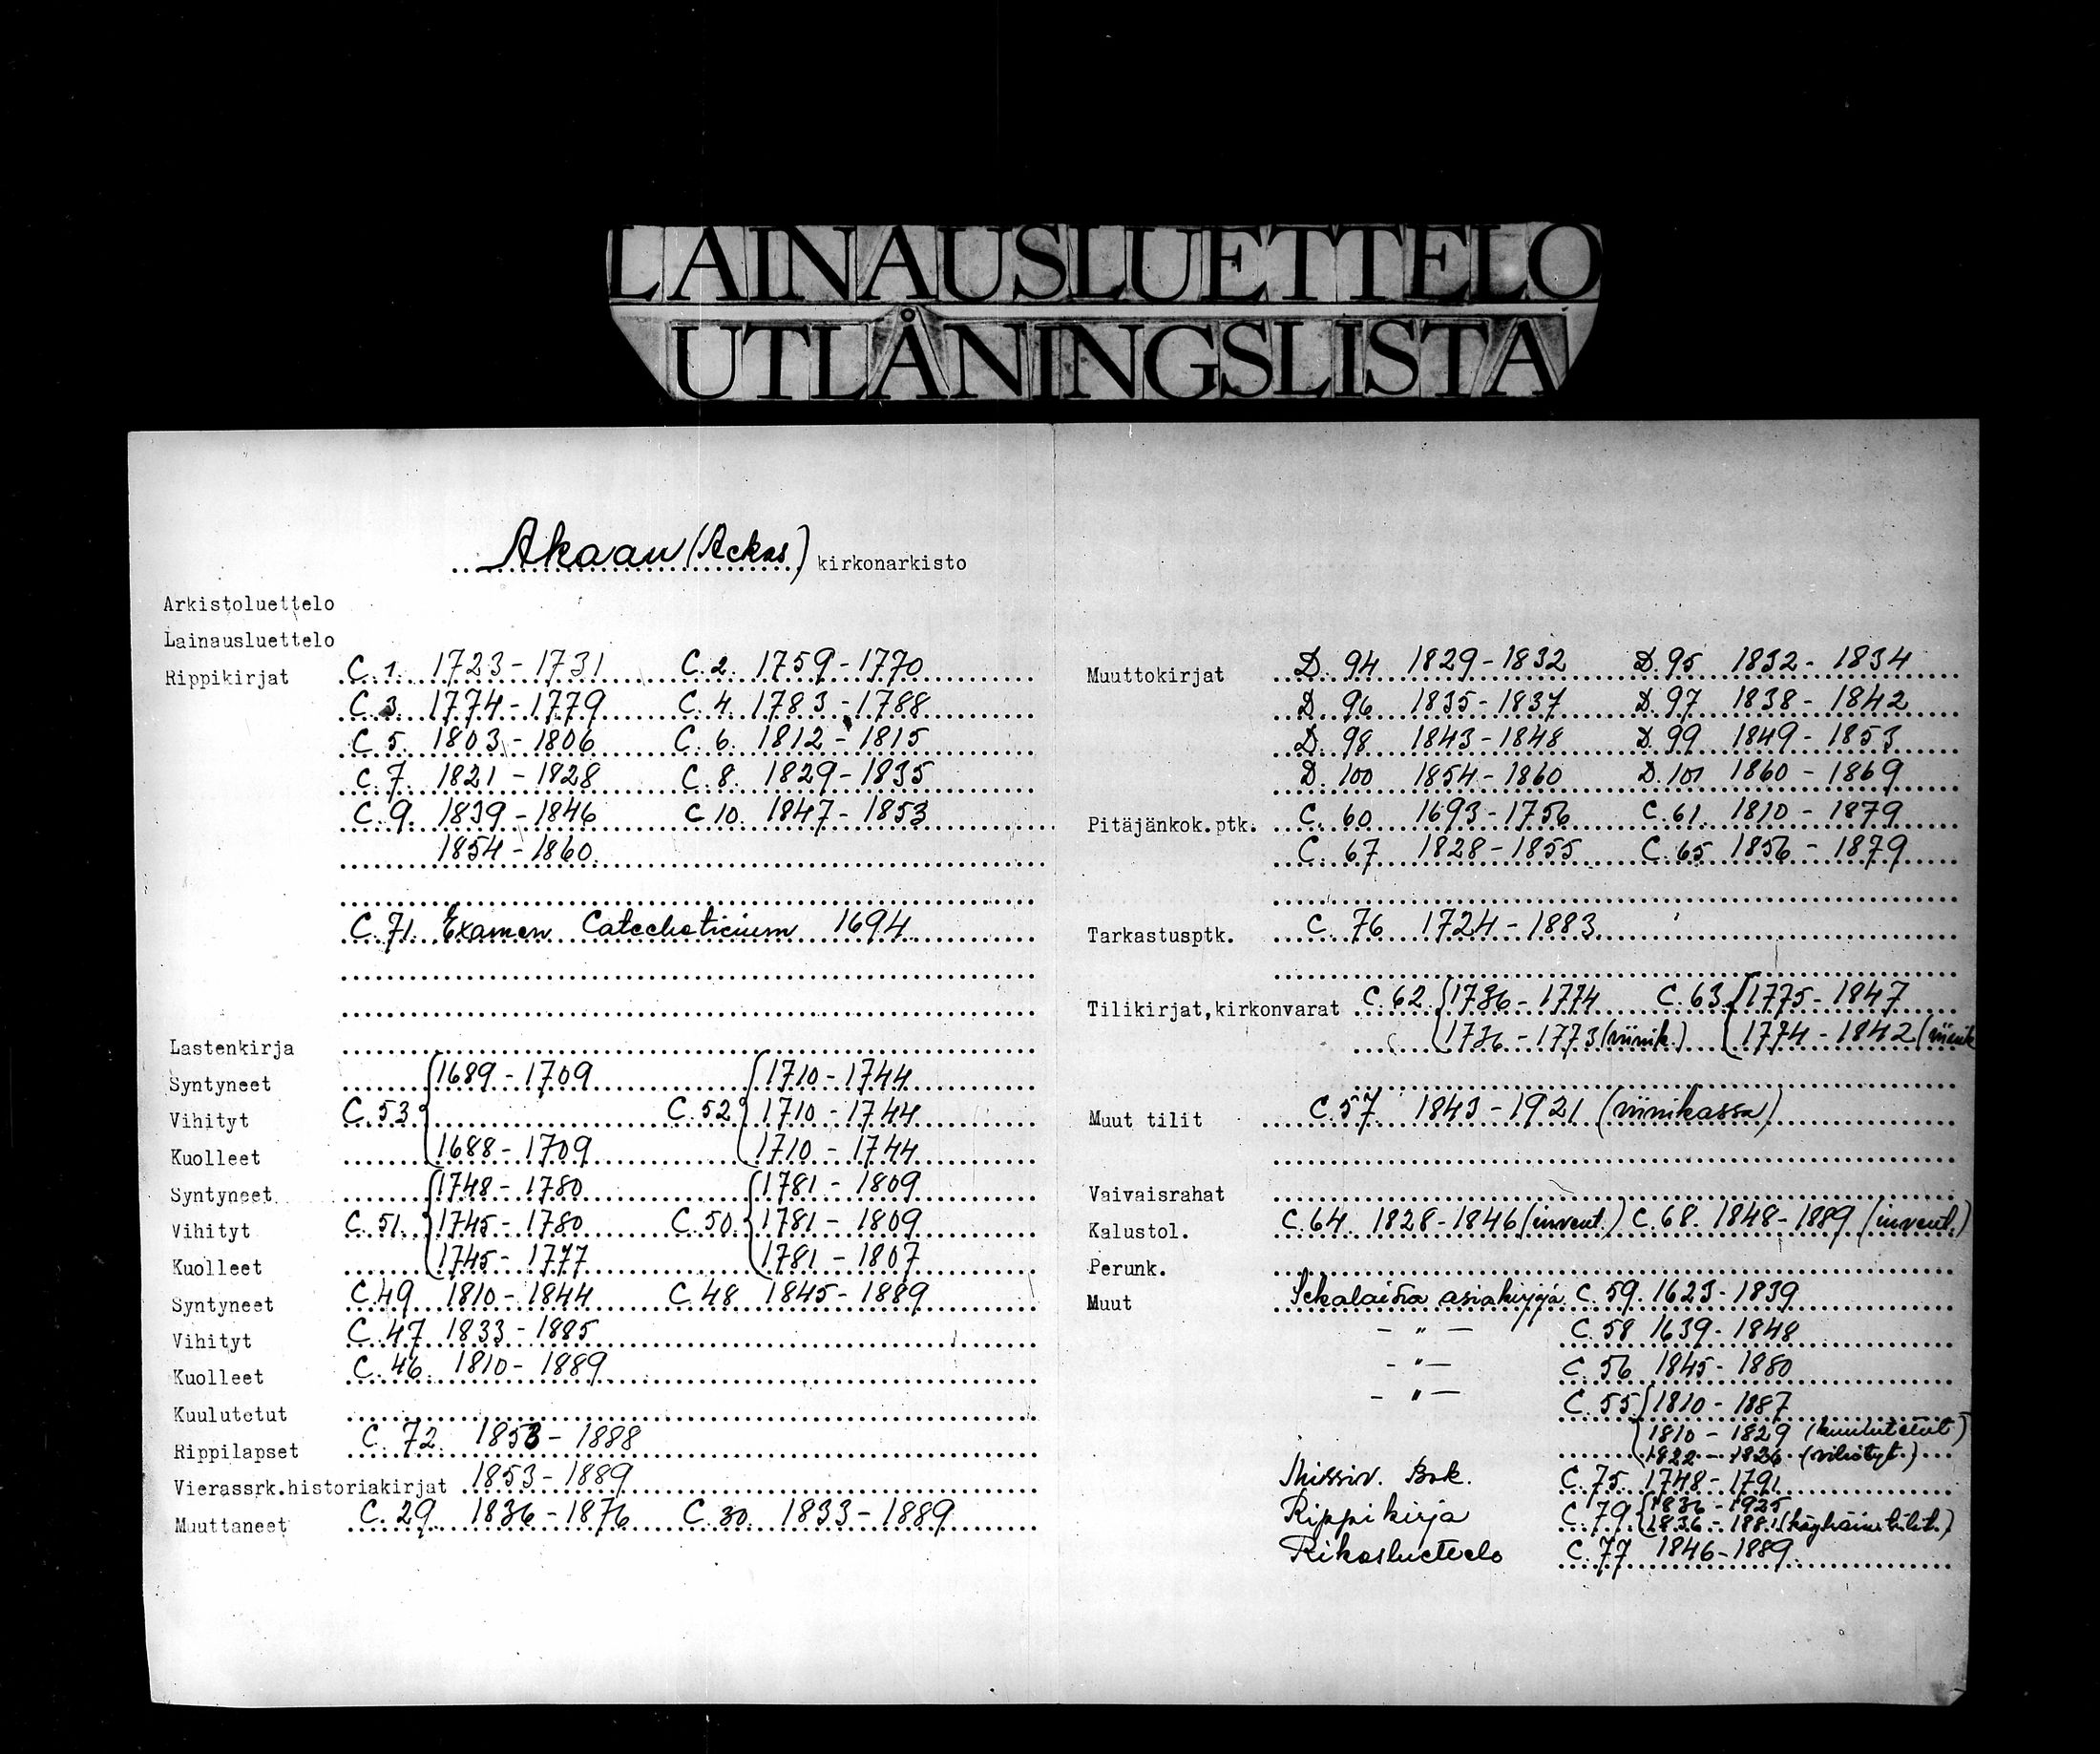 LAINAUSLUETTELO
UTLÅNINGSLISTA
Akaan (Ackas) kirkonarkisto
Arkistoluettelo
Lainausluettelo
Rippikirjat C. 1. 1723-1731 C. 2. 1759-1770
C. 3. 1774-1779 C. 4. 1783-1788
C. 5. 1803-1806 C. 6. 1812-1815
C. 7. 1821-1828 C. 8. 1829-1835
C. 9. 1839-1846 C 10. 1847-1853
1854-1860
C. 71. Examen Catecheticium 1694
Lastenkirja
Syntyneet 1689-1709 1710-1744
Vihityt C. 53 C. 52 1710-1744
Kuolleet 1688-1709 1710-1744
Syntyneet 1748-1780 1781-1809
Vihityt C. 51. 1745-1780 C. 50. 1781-1809
Kuolleet 1745-1777 1781-1807
Syntyneet C. 49 1810-1844 C. 48 1845-1889
Vihityt C. 47 1833-1885
Kuolleet C. 46. 1810-1889
Kuulutetut
Rippilapset C. 72. 1853-1888
Vierassrk.historiakirjat 1853-1889
Muuttaneet C. 29 1836-1876 C. 30. 1833-1889
Muuttokirjat D. 94 1829-1832 D. 95 1832-1834
D. 96 1835-1837 D. 97 1838-1842
D. 98 1843-1848 D. 99 1849-1853
D. 100 1854-1860 D. 101 1860-1869
Pitäjänkok.ptk. C. 60 1693-1756 C. 61. 1810-1879
C. 67 1828-1855 C. 65 1856-1879
Tarkastusptk. C. 76 1724-1883
Tilikirjat,kirkonvarat C. 62. 1736-1774 C. 63. 1775-1847
1736-1773 (viinik.) 1774-1842 (viinik
Muut tilit C. 57 1843-1921 (viinikassa)
Vaivaisrahat
Kalustol. C. 64. 1828-1846 (invent.) C. 68. 1848-1889 (invent.)
Perunk.
Muut Sekalaisia asiakirjoja C. 59. 1623-1839
- " - C. 58 1639-1848
- " - C. 56 1845-1880
- " - C. 55 1810-1887
1810-1829 (kuulutetut)
1822-1836 (vihityt.)
Missiv. Bok. C. 75. 1748-1791
Rippikirja C. 79 1836-1925
1836-1881
Rikosluettelo C. 77 1846-1889